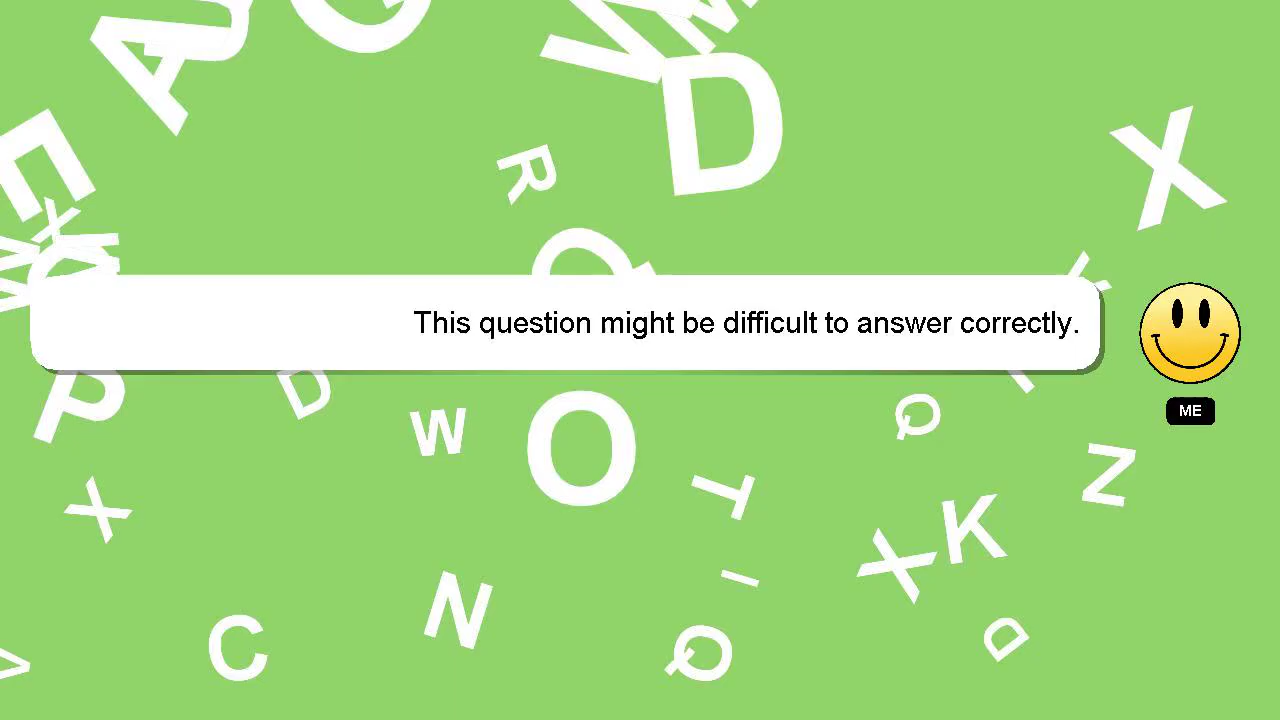 This question might be difficult to answer correctly.
ME
A
G
D
R
X
E
X
P
D
W
O
Q
T
N
X
K
X
I
N
C
Q
D
V